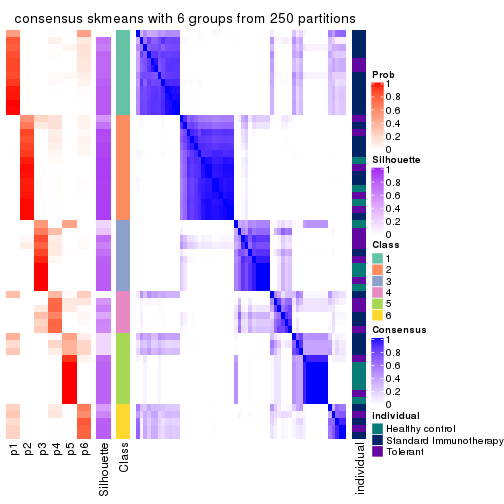 consensus skmeans with 6 groups from 250 partitions
Prob
1
0.8
0.6
0.4
0.2
0
Silhouette
1
0.8
0.6
0.4
0.2
0
Class
1
2
3
4
5
6
Consensus
1
0.8
0.6
0.4
0.2
0
individual
Healthy control
Standard Immunotherapy
Tolerant
p1
p2
p3
p4
p5
p6
Silhouette
Class
individual